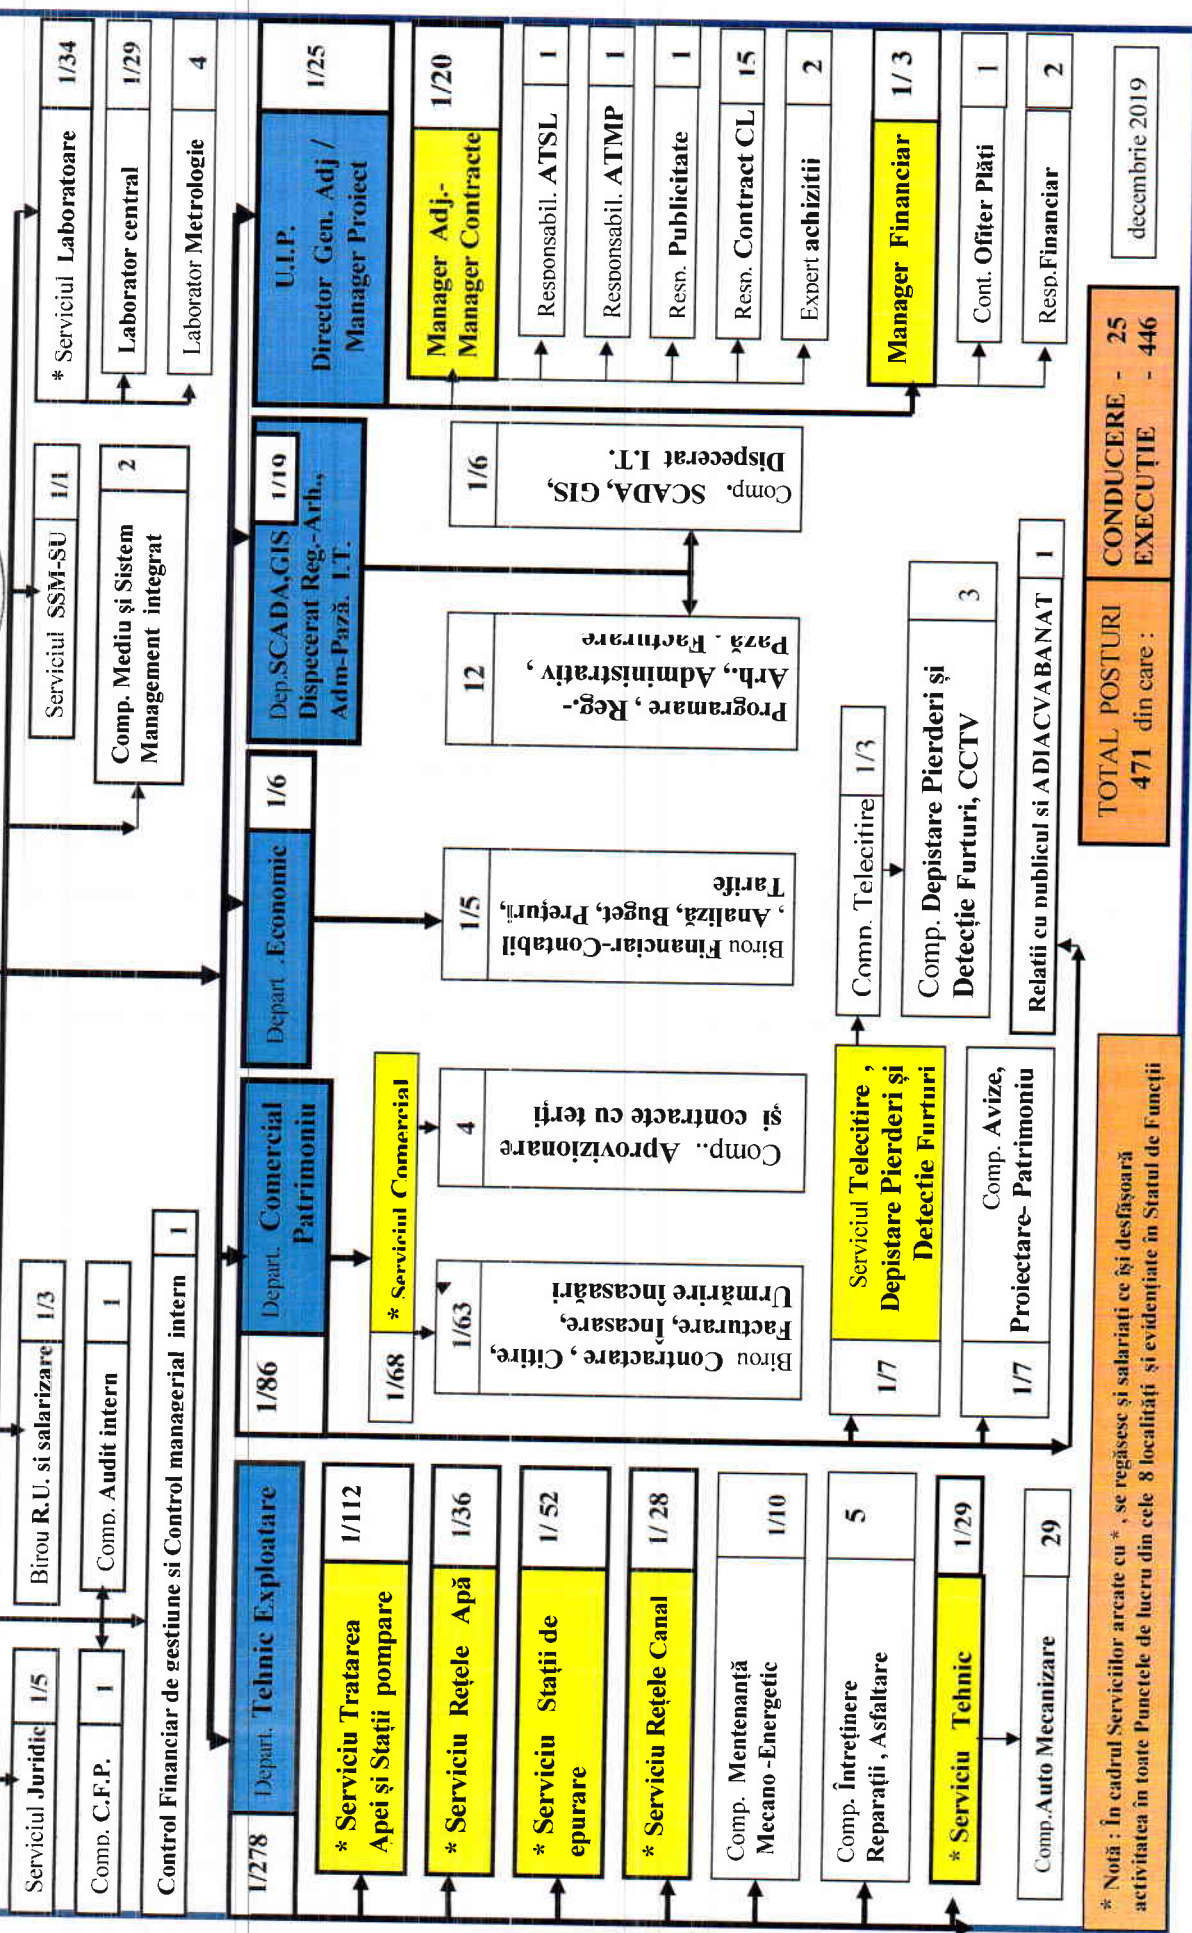 Serviciul Juridic 1/5
Comp. C.F.P. 1
Birou R.U. si salarizare 1/3
Comp. Audit intern 1
Control Financiar de gestiune si Control managerial intern 1
Serviciul SSM-SU 1/1
Comp. Mediu și Sistem
Management integrat
2
* Serviciul Laboratoare 1/34
Laborator central 1/29
Laborator Metrologie 4
1/278 Depart. Tehnic Exploatare
* Serviciu Tratarea
Apei și Stații pompare
1/112
* Serviciu Rețele Apă 1/36
* Serviciu Stații de
epurare
1/ 52
* Serviciu Rețele Canal 1/ 28
Comp. Mentenanță
Mecano -Energetic
1/10
Comp. Întreținere
Reparații , Asfaltare
5
* Serviciu Tehnic 1/29
Comp.Auto Mecanizare 29
1/86
Depart. Comercial
Patrimoniu
1/68 * Serviciul Comercial
1/63
Birou Contractare , Citire,
Facturare, Încasare,
Urmărire încasări
4
Comp.. Aprovizionare
și contracte cu terți
1/7
Serviciul Telecitire ,
Depistare Pierderi și
Detectie Furturi
Comp. Telecitire 1/3
Comp. Depistare Pierderi și
Detecție Furturi, CCTV
3
1/7
Comp. Avize,
Proiectare- Patrimoniu
Relatii cu publicul si ADIACVABANAT 1
Depart .Economic 1/6
1/5
Birou Financiar-Contabil
, Analiză, Buget, Prețuri,
Tarife
Dep.SCADA,GIS
Dispecerat Reg.-Arh.,
Adm-Pază. I.T.
1/19
12
Programare , Reg.-
Arh., Administrativ ,
Pază . Facturare
1/6
Comp. SCADA, GIS,
Dispecerat I.T.
U.I.P.
Director Gen. Adj /
Manager Proiect
1/25
Manager Adj.-
Manager Contracte
1/20
Responsabil. ATSL 1
Responsabil. ATMP 1
Resp. Publicitate 1
Resp. Contract CL 15
Expert achizitii 2
Manager Financiar 1/ 3
Cont. Ofițer Plăți 1
Resp.Financiar 2
* Notă : În cadrul Serviciilor arcate cu * , se regăsesc și salariați ce își desfășoară
activitatea în toate Punctele de lucru din cele 8 localități și evidențiate în Statul de Funcții
TOTAL POSTURI
471 din care :
CONDUCERE - 25
EXECUȚIE - 446
decembrie 2019